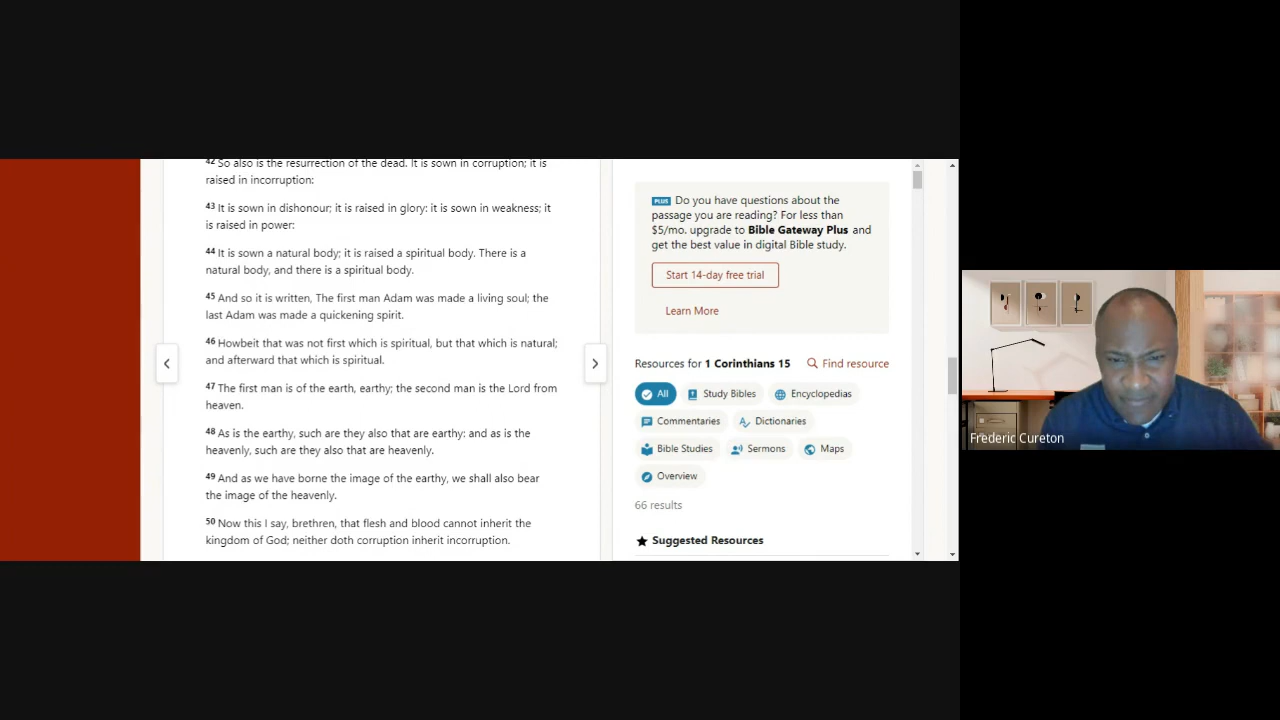 42 So also is the resurrection of the dead. It is sown in corruption; it is
raised in incorruption:
43 It is sown in dishonour; it is raised in glory: it is sown in weakness; it
is raised in power:
44 It is sown a natural body; it is raised a spiritual body. There is a
natural body, and there is a spiritual body.
45 And so it is written, The first man Adam was made a living soul; the
last Adam was made a quickening spirit.
46 Howbeit that was not first which is spiritual, but that which is natural;
and afterward that which is spiritual.
47 The first man is of the earth, earthy; the second man is the Lord from
heaven.
48 As is the earthy, such are they also that are earthy: and as is the
heavenly, such are they also that are heavenly.
49 And as we have borne the image of the earthy, we shall also bear
the image of the heavenly.
50 Now this I say, brethren, that flesh and blood cannot inherit the
kingdom of God; neither doth corruption inherit incorruption.
PLUS Do you have questions about the
passage you are reading? For less than
$5/mo. upgrade to Bible Gateway Plus and
get the best value in digital Bible study.
Start 14-day free trial
Learn More
Resources for 1 Corinthians 15 Find resource
All Study Bibles Encyclopedias
Commentaries Dictionaries
Bible Studies Sermons Maps
Overview
66 results
Suggested Resources
Frederic Cureton